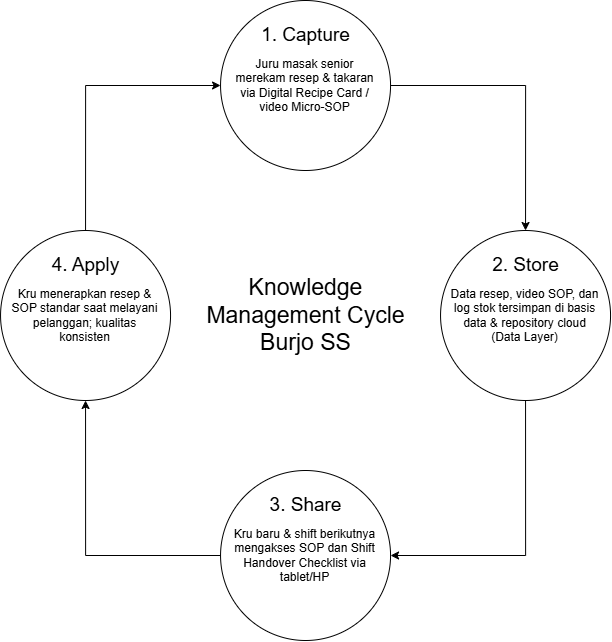 1. Capture
Juru masak senior
merekam resep & takaran
via Digital Recipe Card /
video Micro-SOP
4. Apply
Kru menerapkan resep &
SOP standar saat melayani
pelanggan; kualitas
konsisten
Knowledge
Management Cycle
Burjo SS
2. Store
Data resep, video SOP, dan
log stok tersimpan di basis
data & repository cloud
(Data Layer)
3. Share
Kru baru & shift berikutnya
mengakses SOP dan Shift
Handover Checklist via
tablet/HP